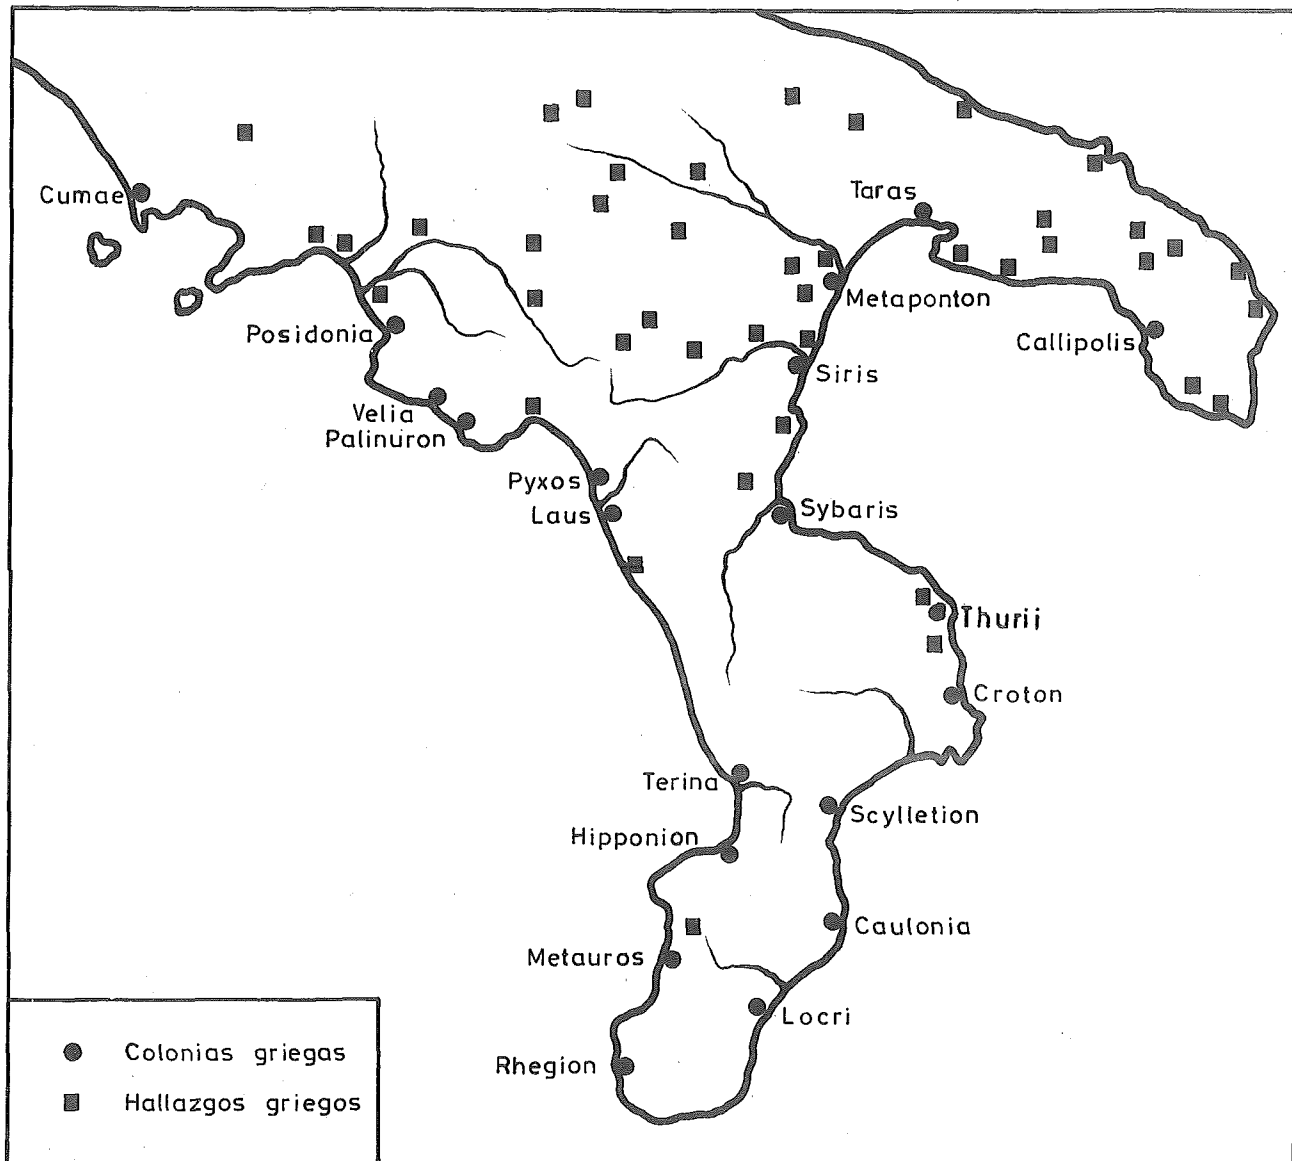 Cumae
Taras
Metaponton
Posidonia
Callipolis
Siris
Velia
Palinuron
Pyxos
Laus
Sybaris
Thurii
Croton
Terina
Scylletion
Hipponion
Caulonia
Metauros
Locri
Rhegion
Colonias griegas
Hallazgos griegos